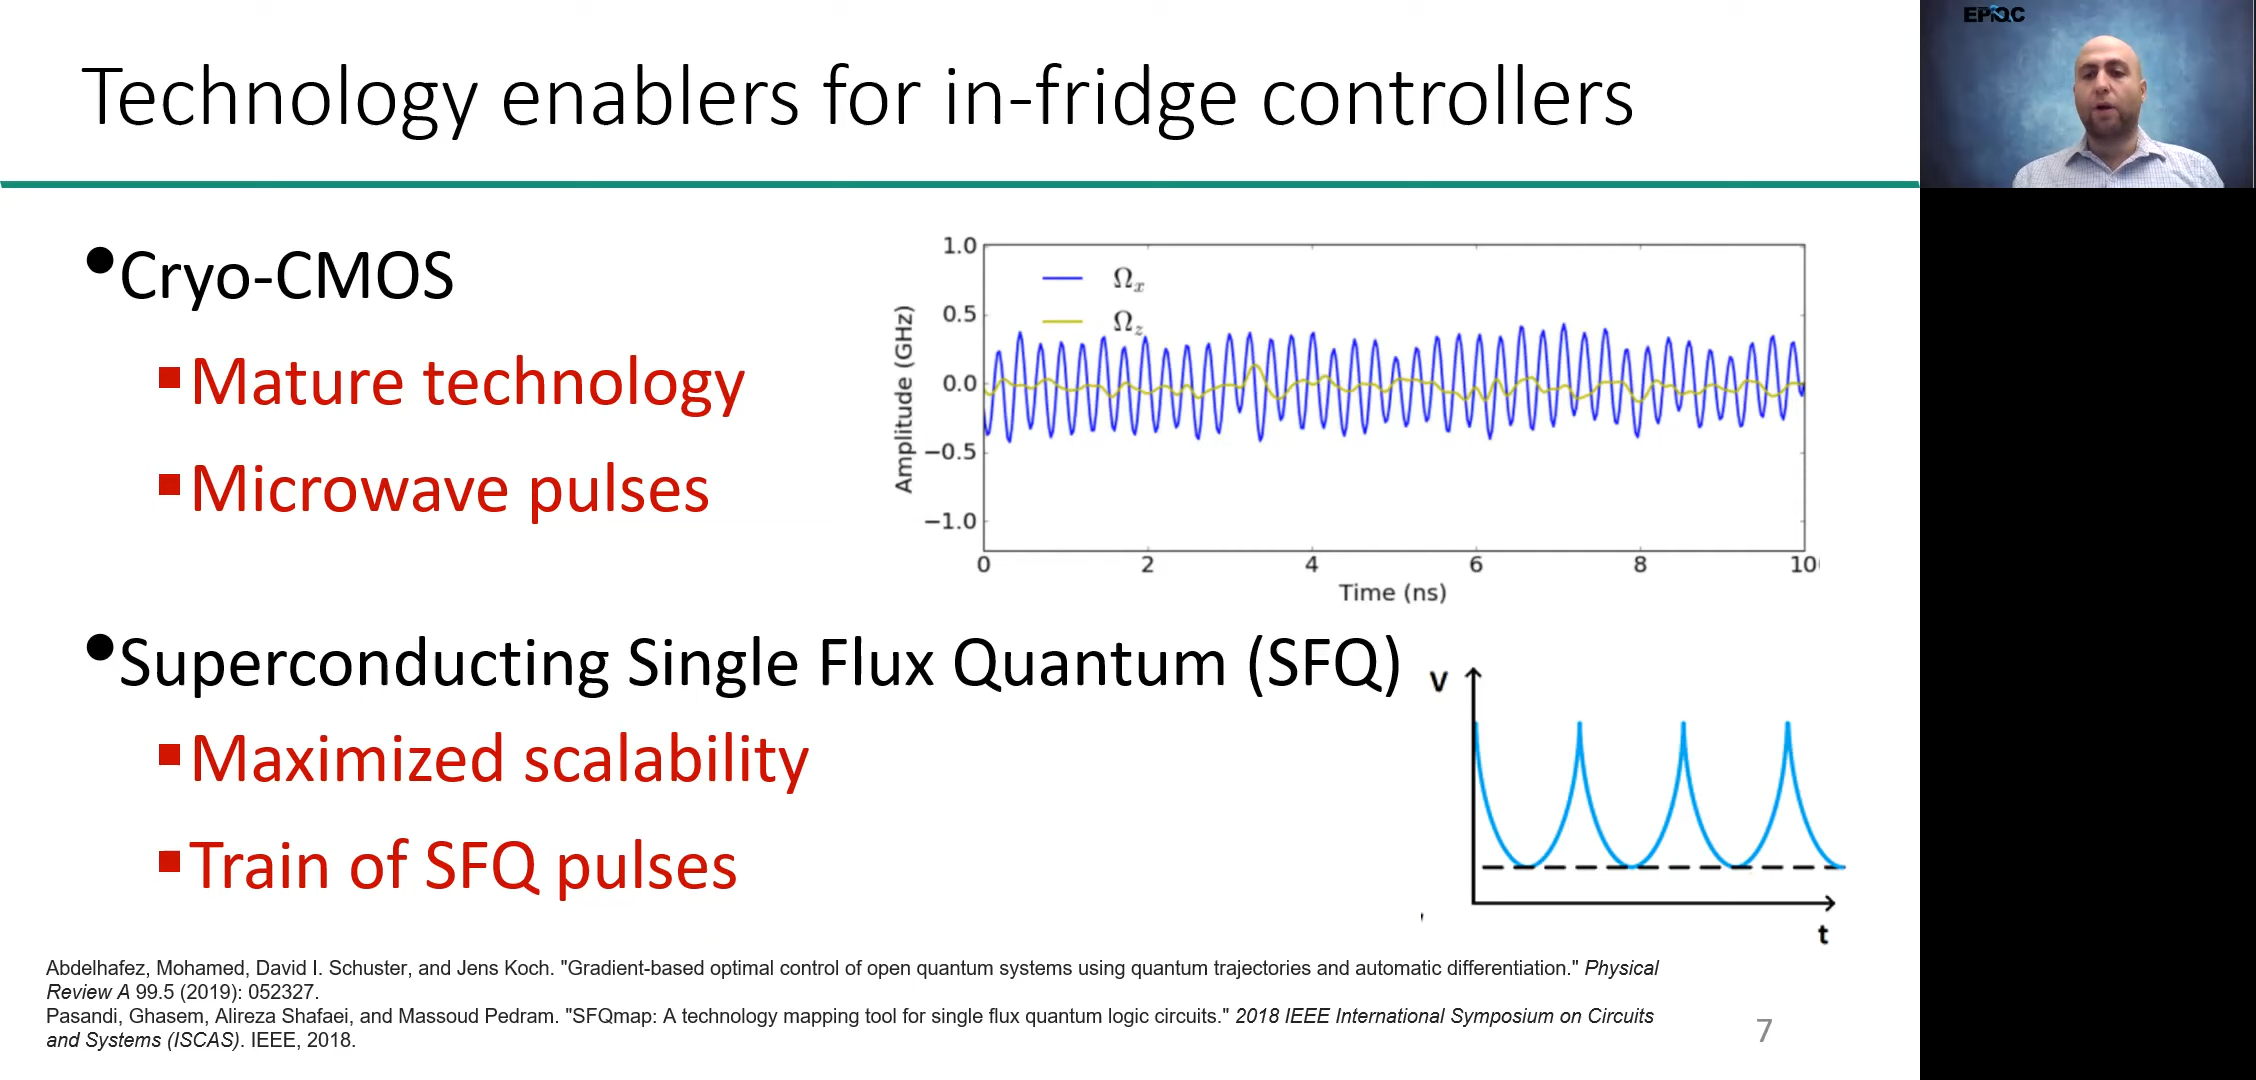 Technology enablers for in-fridge controllers
EPiQC
•Cryo-CMOS
▪Mature technology
▪Microwave pulses
1.0
0.5
0.0
−0.5
−1.0
Amplitude (GHz)
Ωx
Ωz
0 2 4 6 8 10
Time (ns)
•Superconducting Single Flux Quantum (SFQ)
▪Maximized scalability
▪Train of SFQ pulses
V
t
Abdelhafez, Mohamed, David I. Schuster, and Jens Koch. "Gradient-based optimal control of open quantum systems using quantum trajectories and automatic differentiation." Physical
Review A 99.5 (2019): 052327.
Pasandi, Ghasem, Alireza Shafaei, and Massoud Pedram. "SFQmap: A technology mapping tool for single flux quantum logic circuits." 2018 IEEE International Symposium on Circuits
and Systems (ISCAS). IEEE, 2018.
7